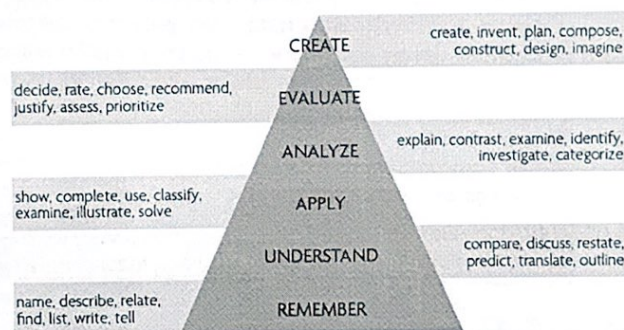 CREATE
create, invent, plan, compose,
construct, design, imagine
decide, rate, choose, recommend,
justify, assess, prioritize
EVALUATE
ANALYZE
explain, contrast, examine, identify,
investigate, categorize
show, complete, use, classify,
examine, illustrate, solve
APPLY
UNDERSTAND
compare, discuss, restate,
predict, translate, outline
name, describe, relate,
find, list, write, tell
REMEMBER